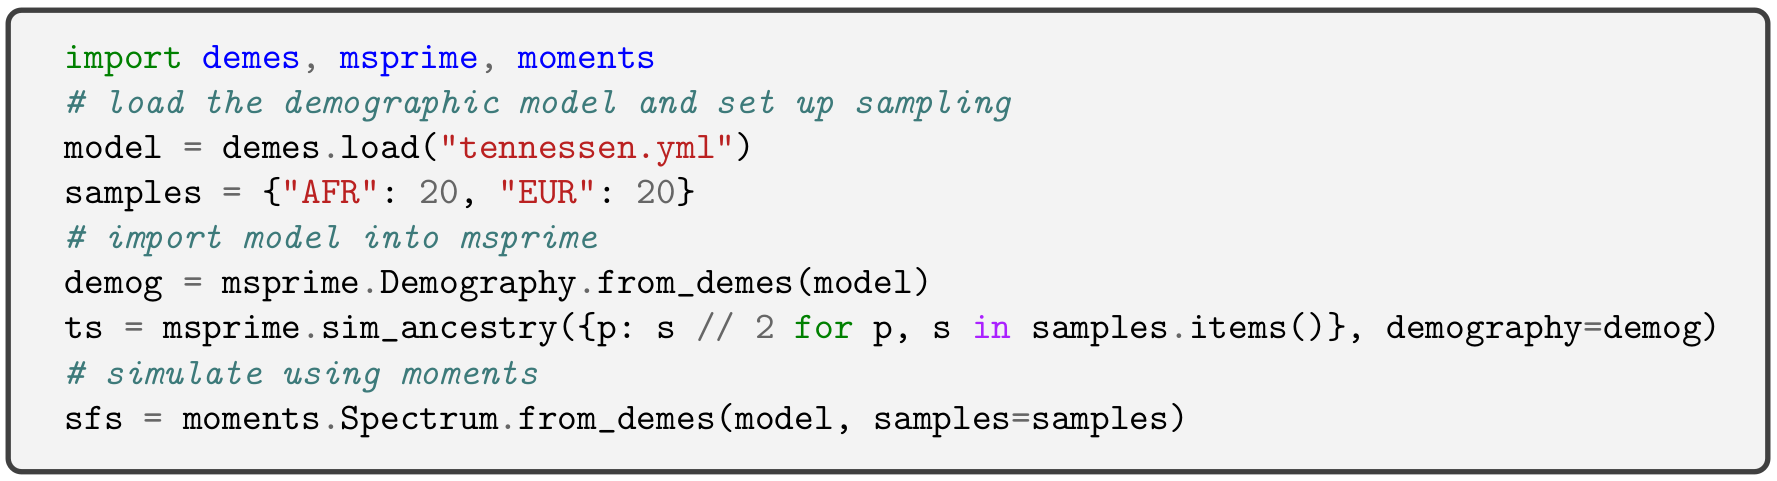 import demes, msprime, moments
# load the demographic model and set up sampling
model = demes.load("tennessen.yml")
samples = {"AFR": 20, "EUR": 20}
# import model into msprime
demog = msprime.Demography.from_demes(model)
ts = msprime.sim_ancestry({p: s // 2 for p, s in samples.items()}, demography=demog)
# simulate using moments
sfs = moments.Spectrum.from_demes(model, samples=samples)